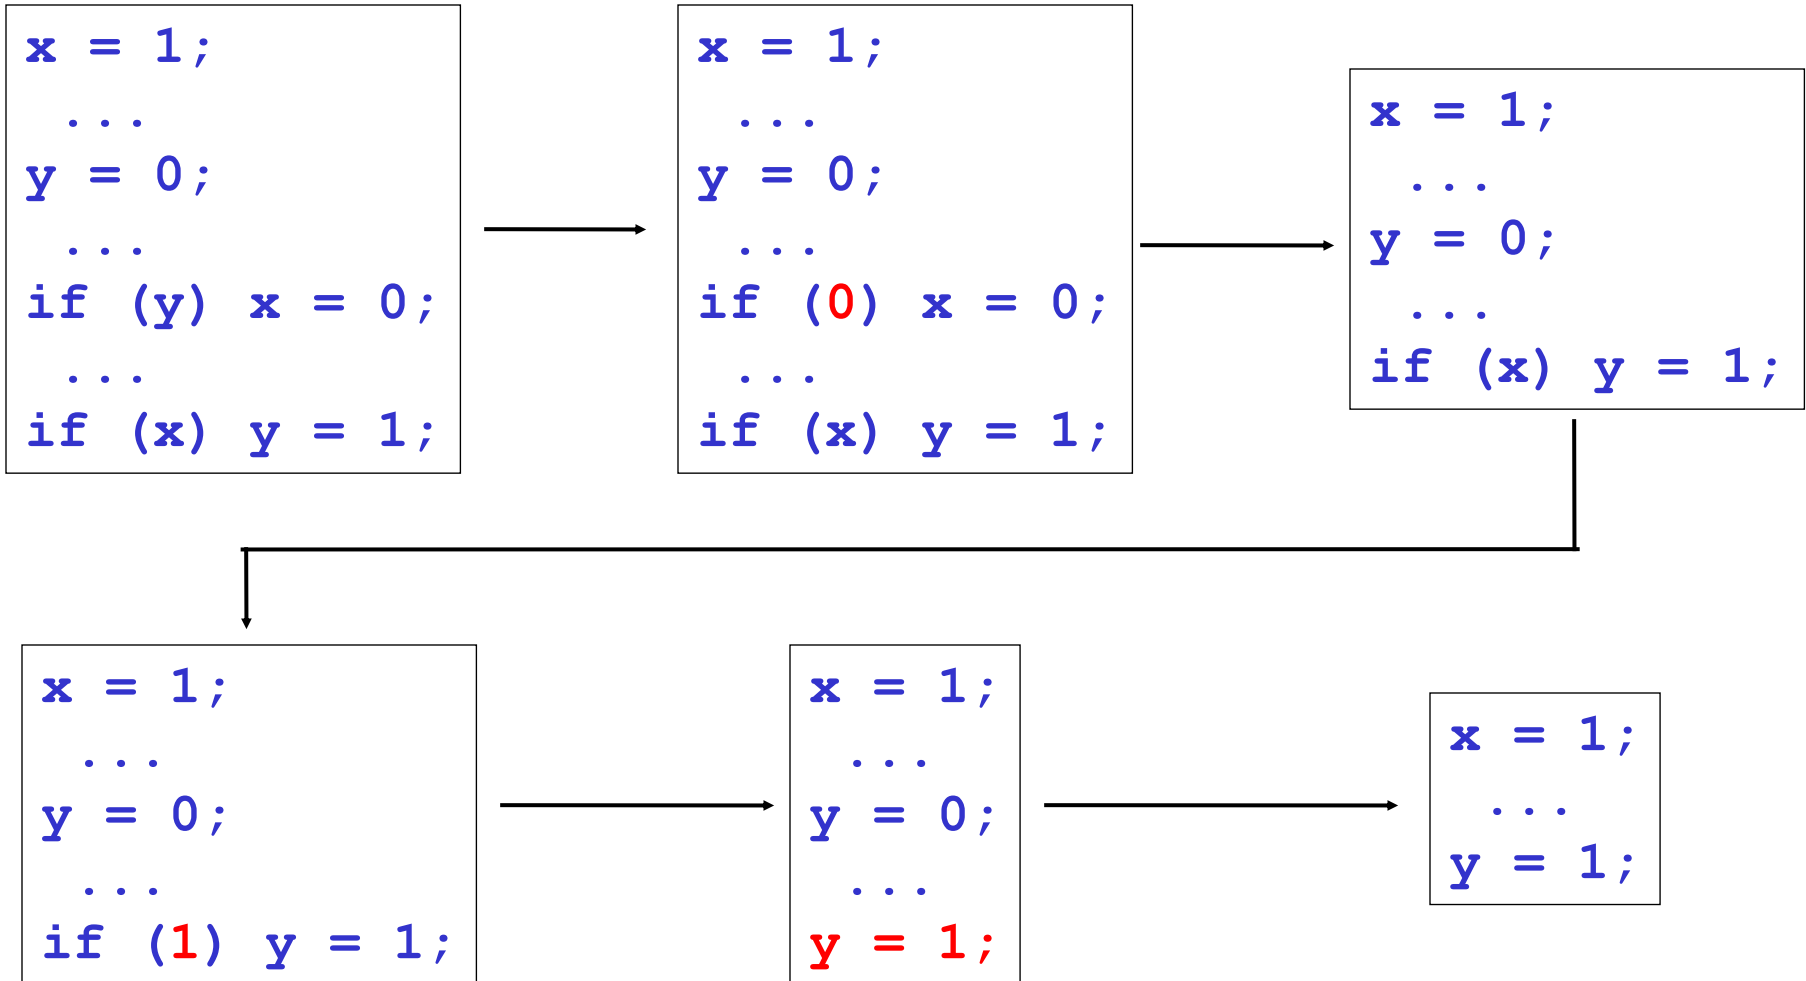 x = 1;
...
y = 0;
...
if (y) x = 0;
...
if (x) y = 1;
x = 1;
...
y = 0;
...
if (0) x = 0;
...
if (x) y = 1;
x = 1;
...
y = 0;
...
if (x) y = 1;
x = 1;
...
y = 0;
...
if (1) y = 1;
x = 1;
...
y = 0;
...
y = 1;
x = 1;
...
y = 1;